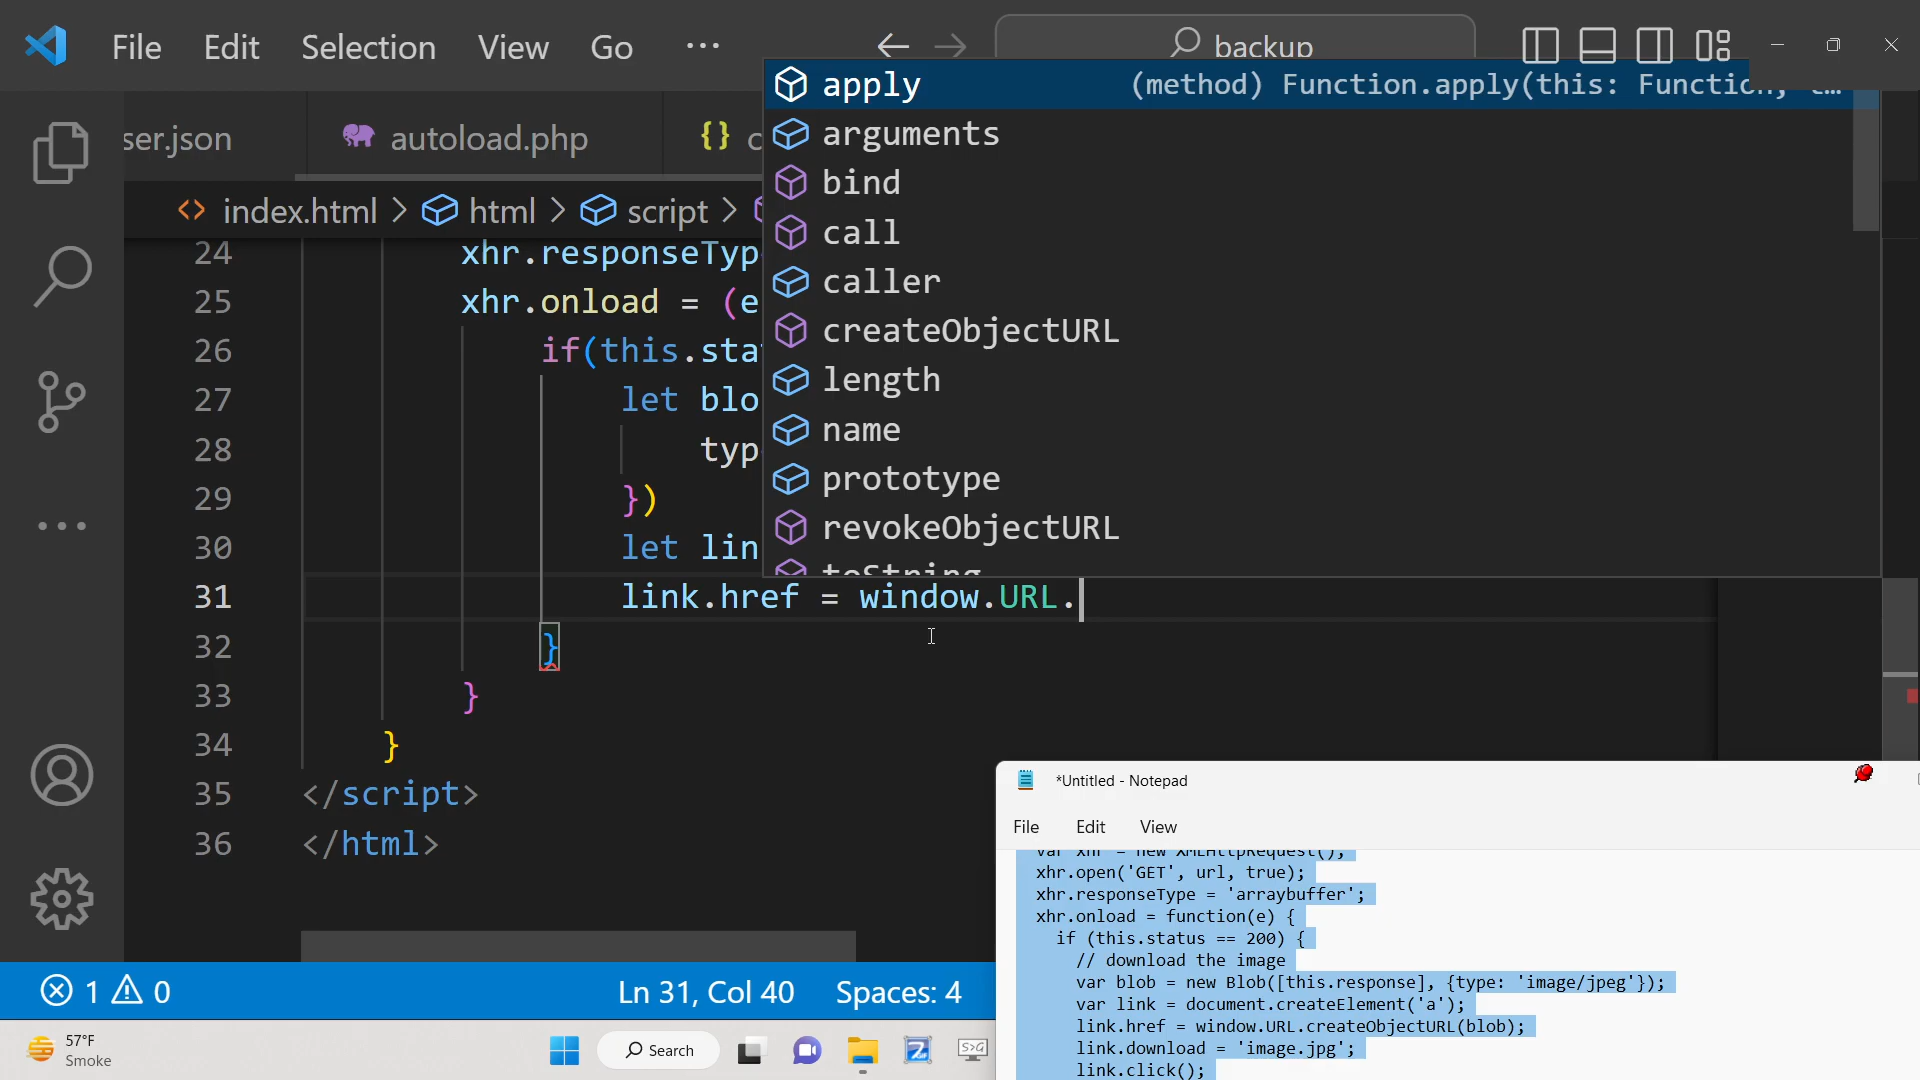 File Edit Selection View Go ... backup
ser.json autoload.php {} c
index.html > html > script >
apply (method) Function.apply(this: Function, t…
arguments
bind
call
caller
createObjectURL
length
name
prototype
revokeObjectURL
toString
24 xhr.responseTyp
25 xhr.onload = (e
26 if(this.sta
27 let blo
28 typ
29 })
30 let lin
31 link.href = window.URL.
32 }
33 }
34 }
35 </script>
36 </html>
1 0 Ln 31, Col 40 Spaces: 4
*Untitled - Notepad
File Edit View
var xhr = new XMLHttpRequest();
xhr.open('GET', url, true);
xhr.responseType = 'arraybuffer';
xhr.onload = function(e) {
if (this.status == 200) {
// download the image
var blob = new Blob([this.response], {type: 'image/jpeg'});
var link = document.createElement('a');
link.href = window.URL.createObjectURL(blob);
link.download = 'image.jpg';
link.click();
57°F
Smoke
Search